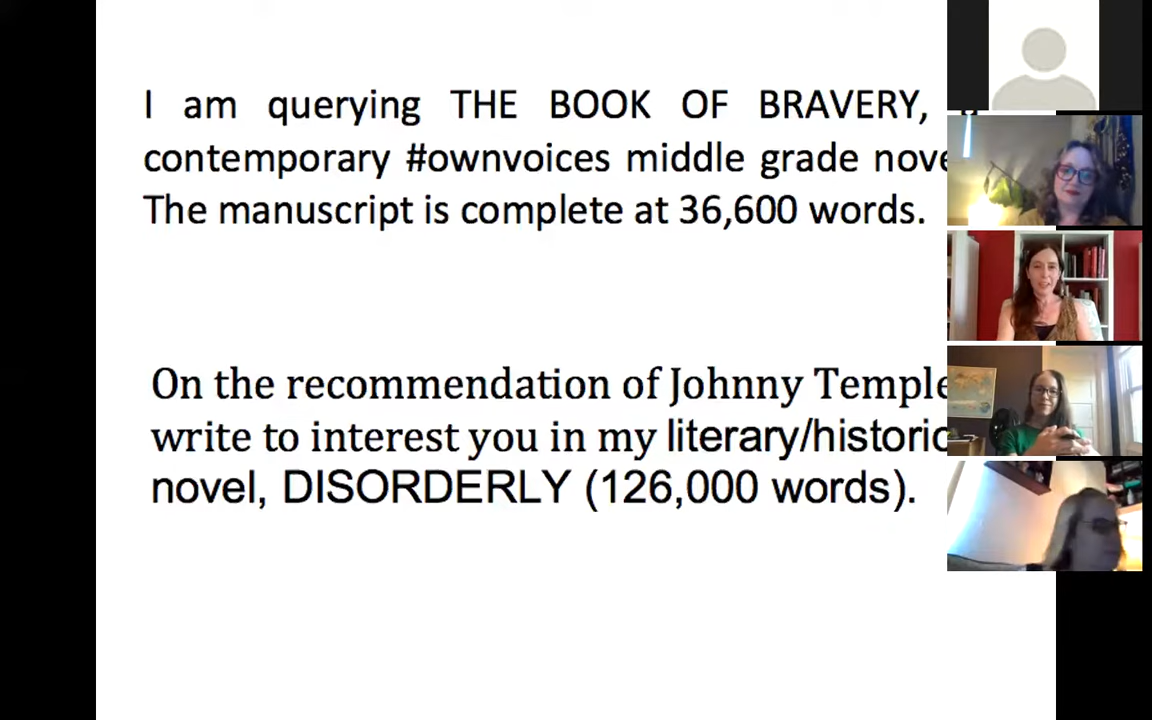 I am querying THE BOOK OF BRAVERY,
contemporary #ownvoices middle grade
The manuscript is complete at 36,600 words.
On the recommendation of Johnny Temple
write to interest you in my
novel, DISORDERLY (126,000 words).